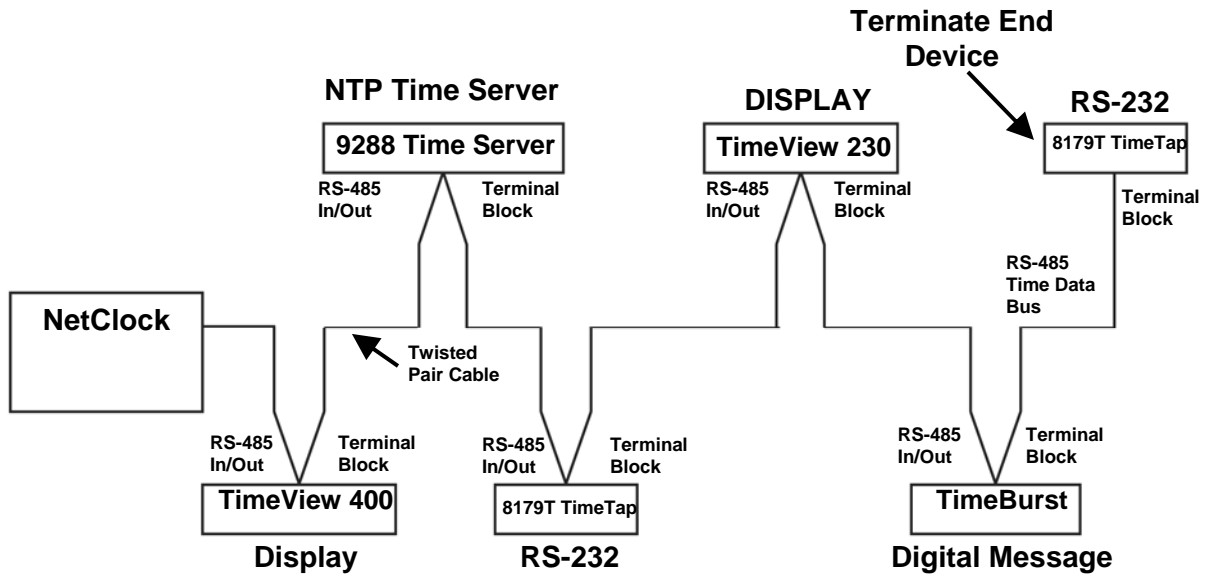 Terminate End
Device
NTP Time Server
DISPLAY
RS-232
9288 Time Server
TimeView 230
8179T TimeTap
RS-485
In/Out
Terminal
Block
RS-485
In/Out
Terminal
Block
Terminal
Block
RS-485
Time Data
Bus
NetClock
Twisted
Pair Cable
RS-485
In/Out
Terminal
Block
RS-485
In/Out
Terminal
Block
RS-485
In/Out
Terminal
Block
TimeView 400
8179T TimeTap
TimeBurst
Display
RS-232
Digital Message